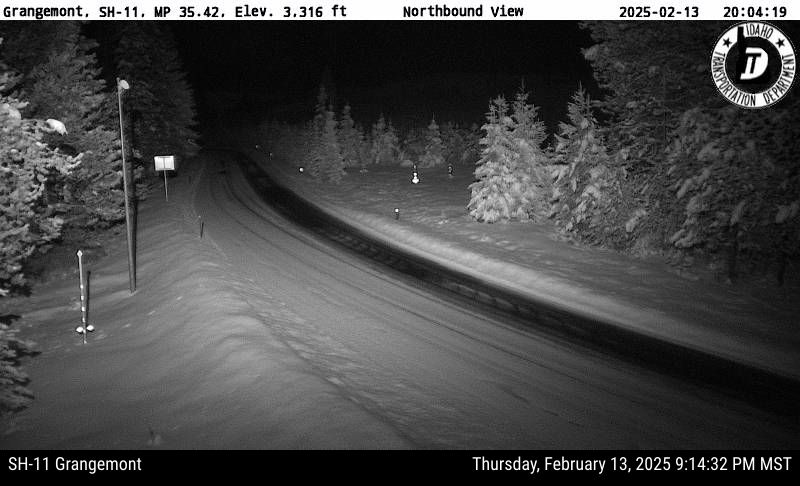 Grangemont, SH-11, MP 35.42, Elev. 3,316 ft Northbound View 2025-02-13 20:04:19
IDAHO
TRANSPORTATION DEPARTMENT
SH-11 Grangemont Thursday, February 13, 2025 9:14:32 PM MST